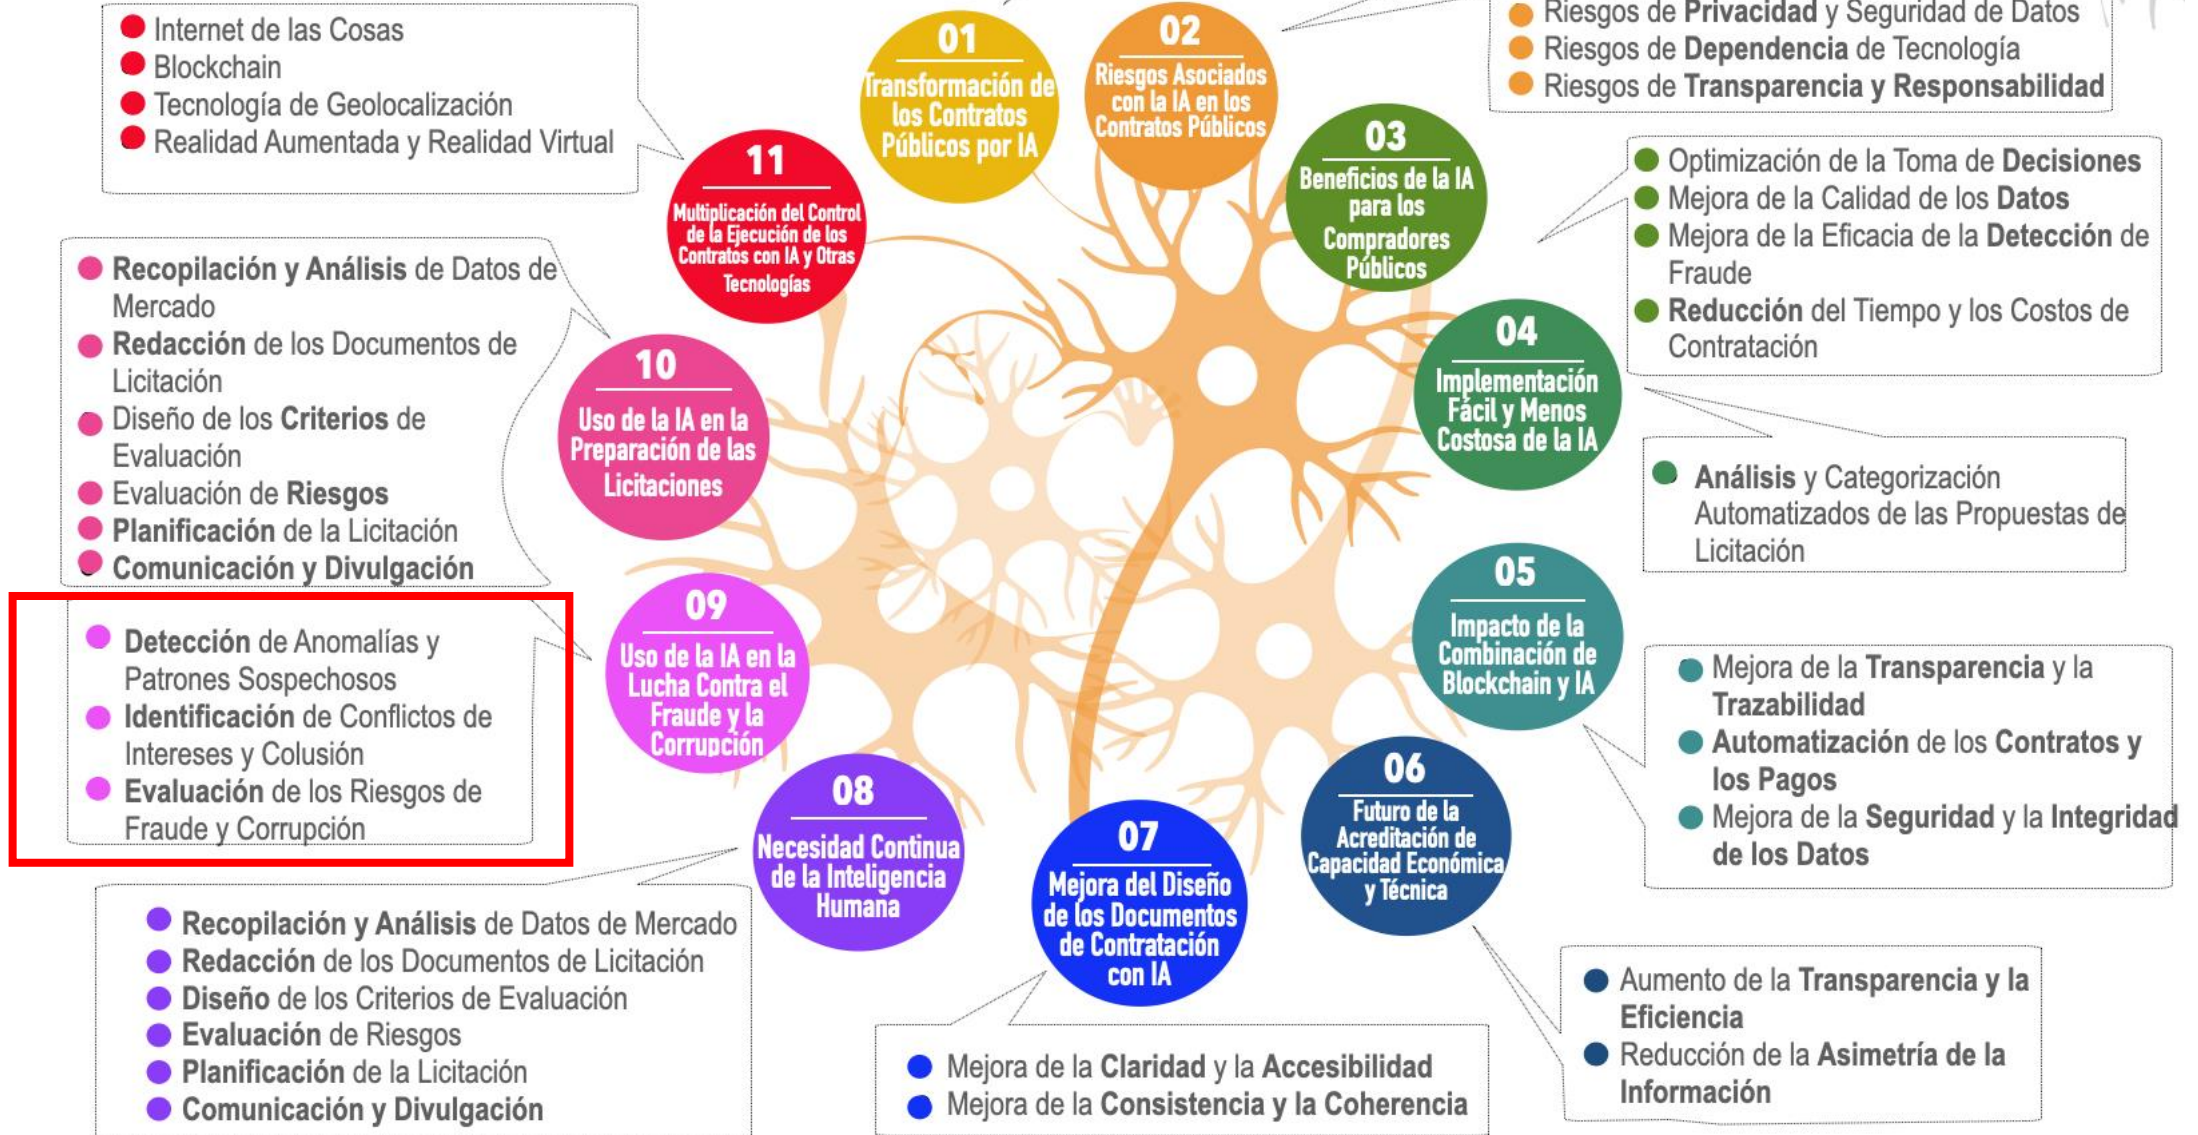 Internet de las Cosas
Blockchain
Tecnología de Geolocalización
Realidad Aumentada y Realidad Virtual
01
Transformación de
los Contratos
Públicos por IA
02
Riesgos Asociados
con la IA en los
Contratos Públicos
Riesgos de Privacidad y Seguridad de Datos
Riesgos de Dependencia de Tecnología
Riesgos de Transparencia y Responsabilidad
03
Beneficios de la IA
para los
Compradores
Públicos
Optimización de la Toma de Decisiones
Mejora de la Calidad de los Datos
Mejora de la Eficacia de la Detección de
Fraude
Reducción del Tiempo y los Costos de
Contratación
04
Implementación
Fácil y Menos
Costosa de la IA
Análisis y Categorización
Automatizados de las Propuestas de
Licitación
05
Impacto de la
Combinación de
Blockchain y IA
Mejora de la Transparencia y la
Trazabilidad
Automatización de los Contratos y
los Pagos
Mejora de la Seguridad y la Integridad
de los Datos
06
Futuro de la
Acreditación de
Capacidad Económica
y Técnica
Aumento de la Transparencia y la
Eficiencia
Reducción de la Asimetría de la
Información
07
Mejora del Diseño
de los Documentos
de Contratación
con IA
Mejora de la Claridad y la Accesibilidad
Mejora de la Consistencia y la Coherencia
08
Necesidad Continua
de la Inteligencia
Humana
Recopilación y Análisis de Datos de Mercado
Redacción de los Documentos de Licitación
Diseño de los Criterios de Evaluación
Evaluación de Riesgos
Planificación de la Licitación
Comunicación y Divulgación
09
Uso de la IA en la
Lucha Contra el
Fraude y la
Corrupción
Detección de Anomalías y
Patrones Sospechosos
Identificación de Conflictos de
Intereses y Colusión
Evaluación de los Riesgos de
Fraude y Corrupción
10
Uso de la IA en la
Preparación de las
Licitaciones
Recopilación y Análisis de Datos de
Mercado
Redacción de los Documentos de
Licitación
Diseño de los Criterios de
Evaluación
Evaluación de Riesgos
Planificación de la Licitación
Comunicación y Divulgación
11
Multiplicación del Control
de la Ejecución de los
Contratos con IA y Otras
Tecnologías